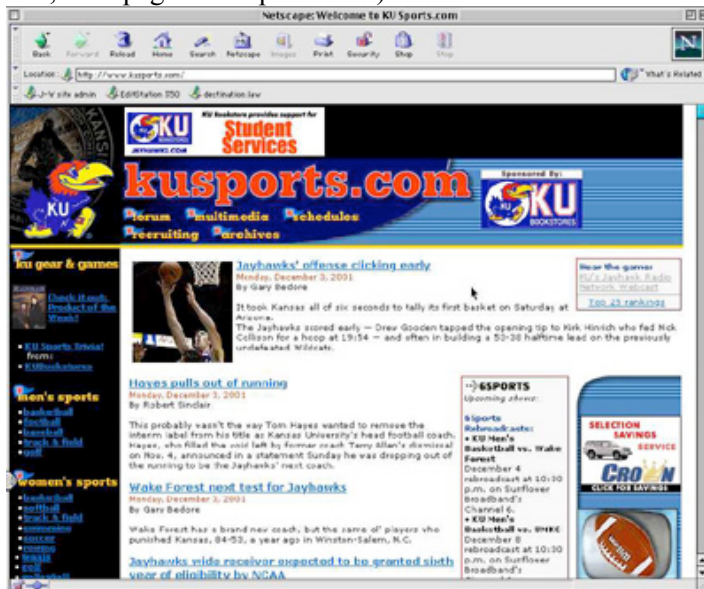 Netscape: Welcome to KU Sports.com
Back Forward Reload Home Search Netscape Images Print Security Shop Stop
Location: http://www.kusports.com/
What's Related
J-W site admin EditStation 350 destination law
KU Bookstore provides support for
KU
Student
Services
BOOKSTORES
JAYHAWKS.COM
KANSAS
KU
kusports.com
Sponsored By:
KU
BOOKSTORES
forum multimedia schedules
recruiting archives
ku gear & games
Check it out:
Product of the
Week!
KU Sports Trivia!
from:
KUBookstores
men's sports
basketball
football
baseball
track & field
golf
women's sports
basketball
softball
track & field
swimming
soccer
rowing
tennis
golf
volleyball
Jayhawks' offense clicking early
Monday, December 3, 2001
By Gary Bedore
It took Kansas all of six seconds to tally its first basket on Saturday at
Arizona.
The Jayhawks scored early — Drew Gooden tapped the opening tip to Kirk Hinrich who fed Nick
Collison for a hoop at 19:54 — and often in building a 53-38 halftime lead on the previously
undefeated Wildcats.
Hear the game:
KU's Jayhawk Radio
Network Webcast
Top 25 rankings
Hayes pulls out of running
Monday, December 3, 2001
By Robert Sinclair
This probably wasn't the way Tom Hayes wanted to remove the
interim label from his title as Kansas University's head football coach.
Hayes, who filled the void left by former coach Terry Allen's dismissal
on Nov. 4, announced in a statement Sunday he was dropping out of
the running to be the Jayhawks' next coach.
Wake Forest next test for Jayhawks
Monday, December 3, 2001
By Gary Bedore
Wake Forest has a brand new coach, but the same ol' players who
punished Kansas, 84-53, a year ago in Winston-Salem, N.C.
Jayhawks wide receiver expected to be granted sixth
year of eligibility by NCAA
6SPORTS
Upcoming shows:
6Sports
Rebroadcasts:
• KU Men's
Basketball vs. Wake
Forest
December 4
rebroadcast at 10:30
p.m. on Sunflower
Broadband's
Channel 6.
• KU Men's
Basketball vs. UMKC
December 8
rebroadcast at 10:30
p.m. on Sunflower
Broadband's
SELECTION
SAVINGS
SERVICE
CROWN
CLICK FOR SAVINGS